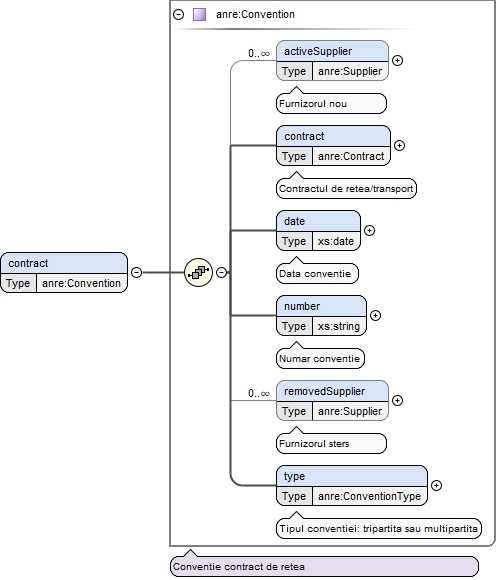 anre:Convention
0..∞
activeSupplier
Type anre:Supplier
Furnizorul nou
contract
Type anre:Contract
Contractul de retea/transport
date
Type xs:date
Data conventie
contract
Type anre:Convention
number
Type xs:string
Numar conventie
0..∞
removedSupplier
Type anre:Supplier
Furnizorul sters
type
Type anre:ConventionType
Tipul conventiei: tripartita sau multipartita
Conventie contract de retea